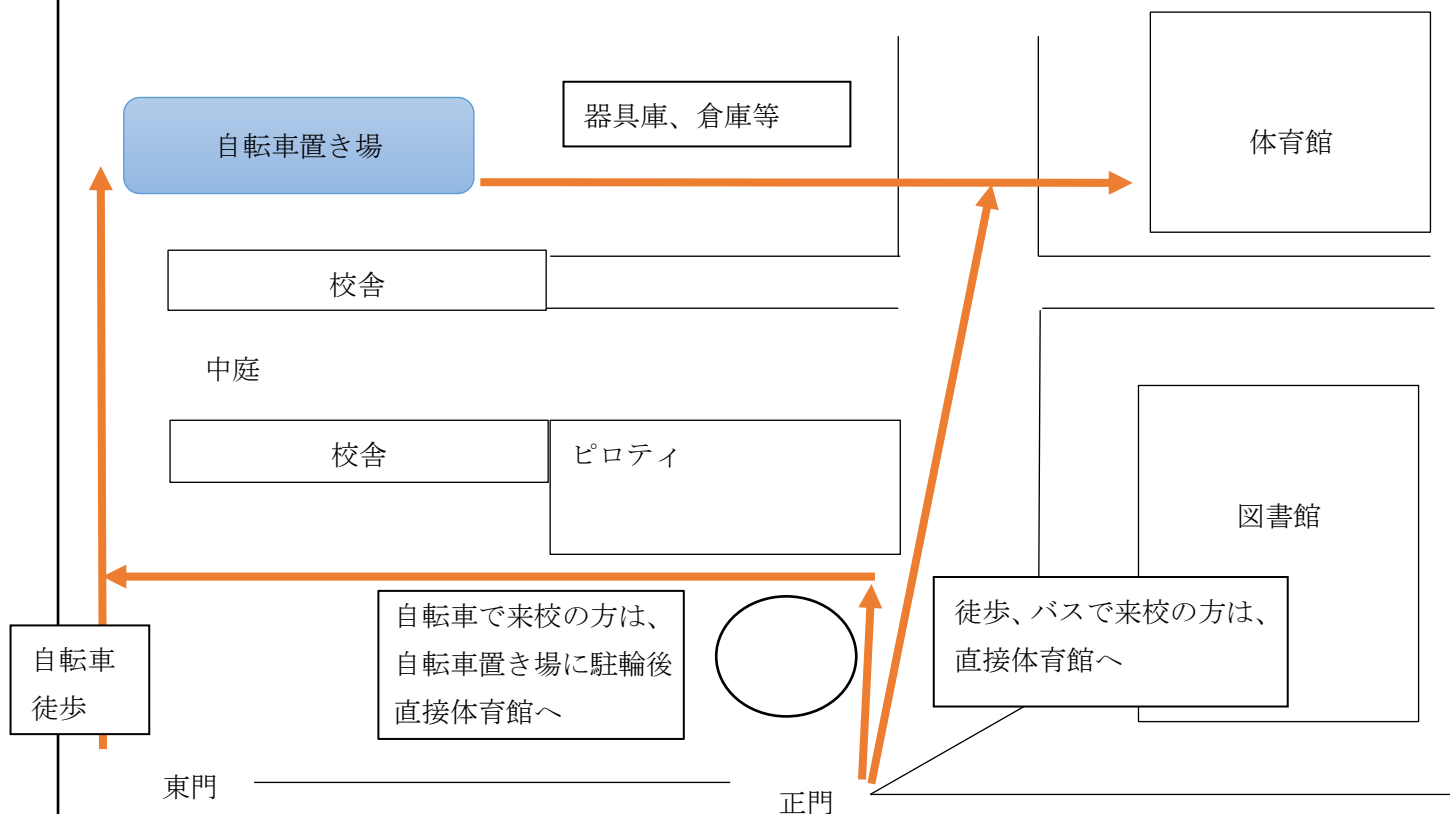 器具庫、倉庫等
自転車置き場
体育館
校舎
中庭
校舎
ピロティ
図書館
自転車で来校の方は、
自転車置き場に駐輪後
直接体育館へ
徒歩、バスで来校の方は、
直接体育館へ
自転車
徒歩
東門
正門